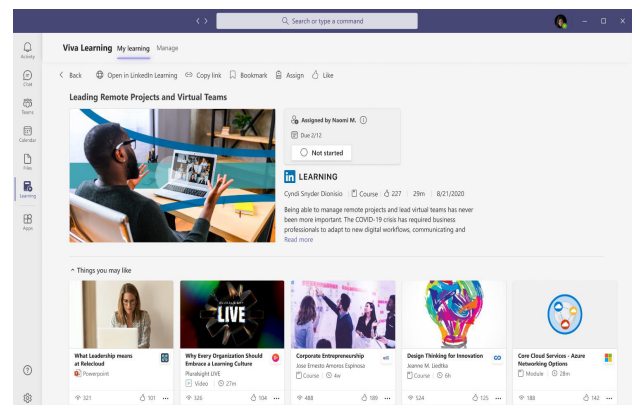 Search or type a command
Activity
Chat
Teams
Calendar
Files
Learning
Apps
Viva Learning My learning Manage
Back Open in LinkedIn Learning Copy link Bookmark Assign Like
Leading Remote Projects and Virtual Teams
Assigned by Naomi M.
Due 2/12
Not started
in LEARNING
Cyndi Snyder Dionisio Course 227 29m 8/21/2020
Being able to manage remote projects and lead virtual teams has never
been more important. The COVID-19 crisis has required business
professionals to adapt to new digital workflows, communicating and
Read more
Things you may like
LIVE
What Leadership means
at Relecloud
Powerpoint
321 101
Why Every Organization Should
Embrace a Learning Culture
Pluralsight LIVE
Video 27m
326 104
Corporate Entrepreneurship
Jose Ernesto Amoros Espinosa
Course 4w
488 189
Design Thinking for Innovation
Jeanne M. Liedtka
Course 6h
524 125
Core Cloud Services - Azure
Networking Options
Module 28m
188 142